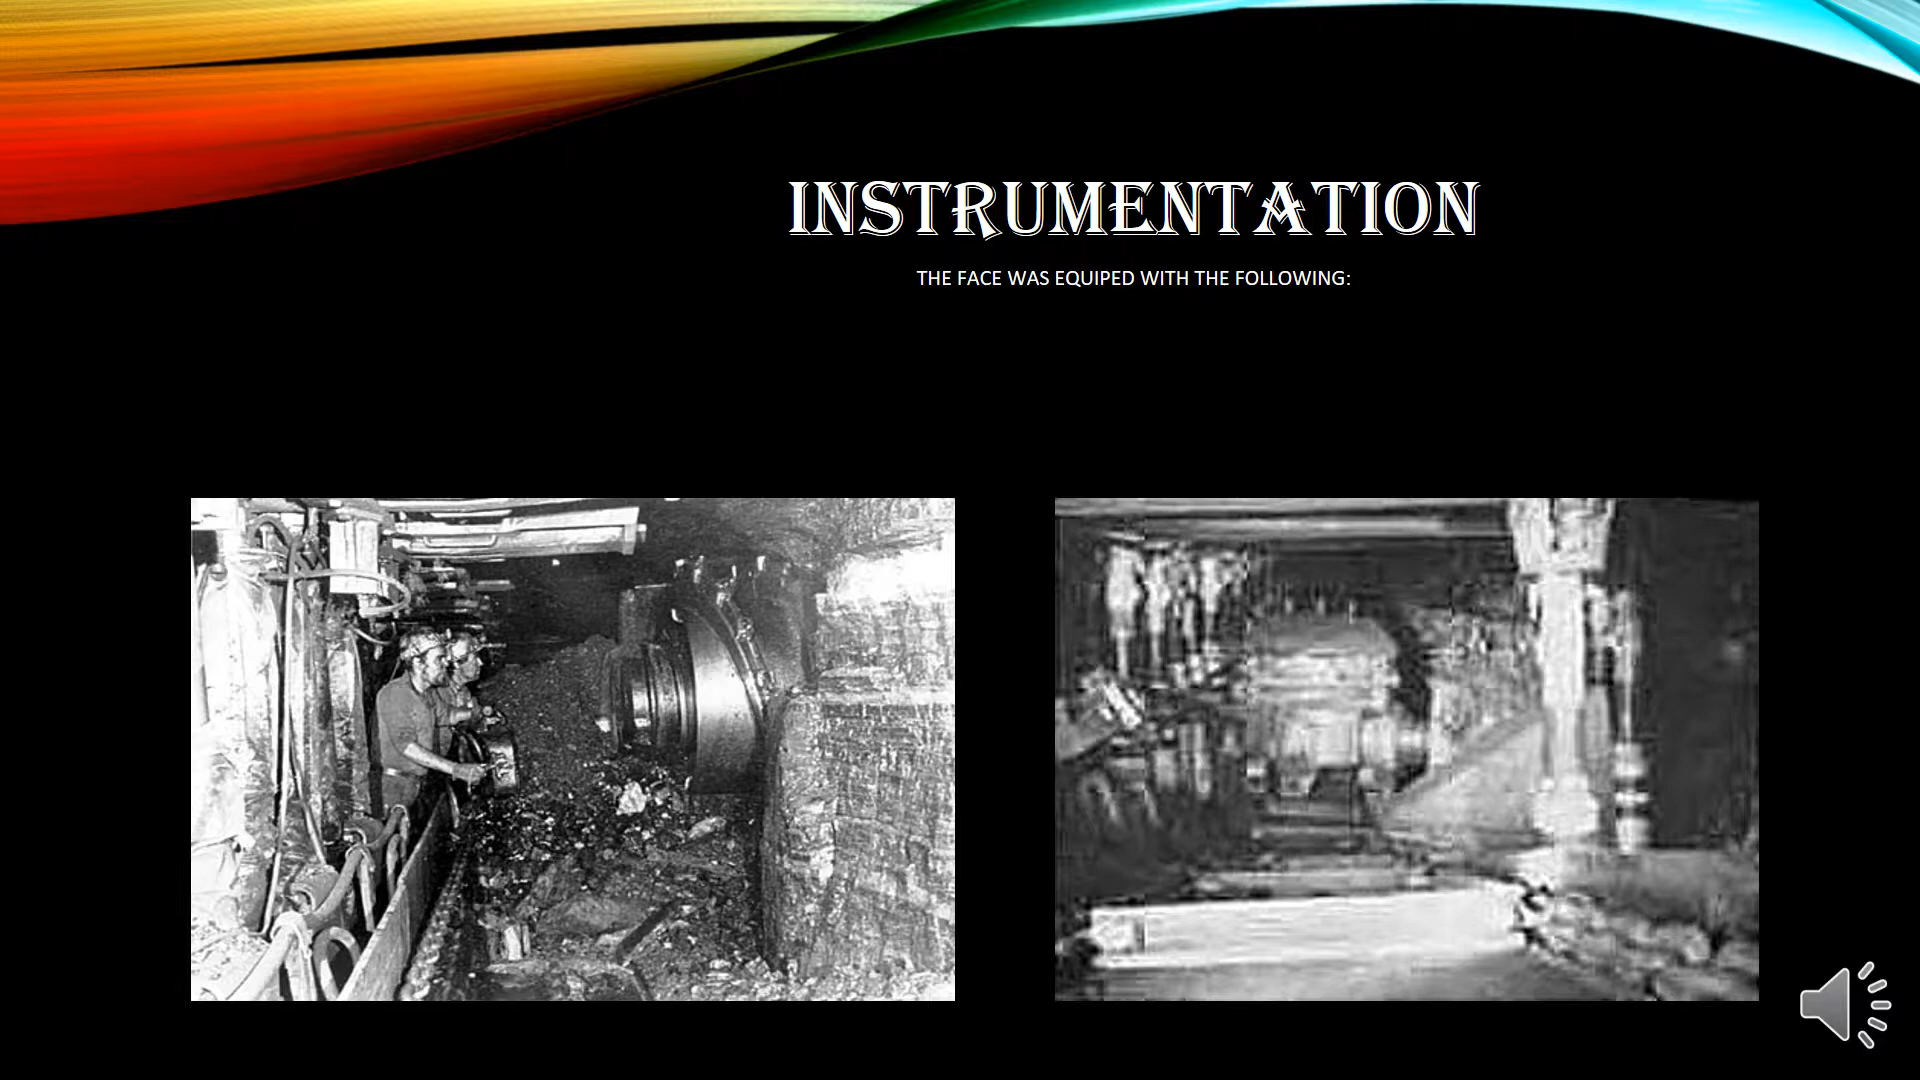 INSTRUMENTATION
THE FACE WAS EQUIPED WITH THE FOLLOWING: